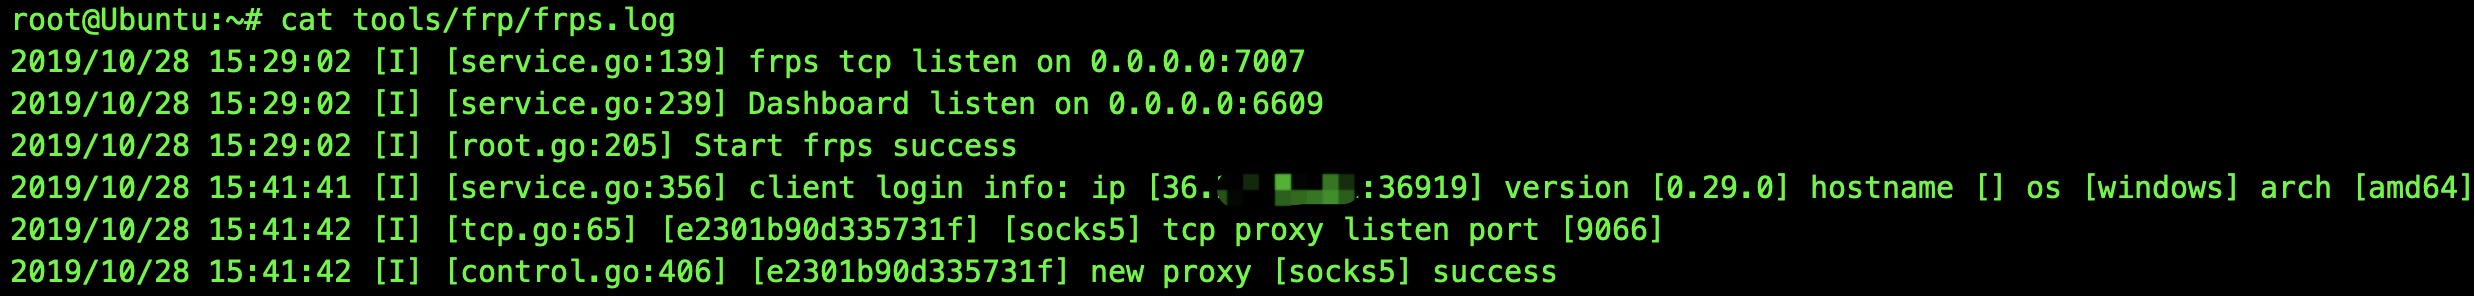 root@Ubuntu:~# cat tools/frp/frps.log
2019/10/28 15:29:02 [I] [service.go:139] frps tcp listen on 0.0.0.0:7007
2019/10/28 15:29:02 [I] [service.go:239] Dashboard listen on 0.0.0.0:6609
2019/10/28 15:29:02 [I] [root.go:205] Start frps success
2019/10/28 15:41:41 [I] [service.go:356] client login info: ip [36. :36919] version [0.29.0] hostname [] os [windows] arch [amd64]
2019/10/28 15:41:42 [I] [tcp.go:65] [e2301b90d335731f] [socks5] tcp proxy listen port [9066]
2019/10/28 15:41:42 [I] [control.go:406] [e2301b90d335731f] new proxy [socks5] success